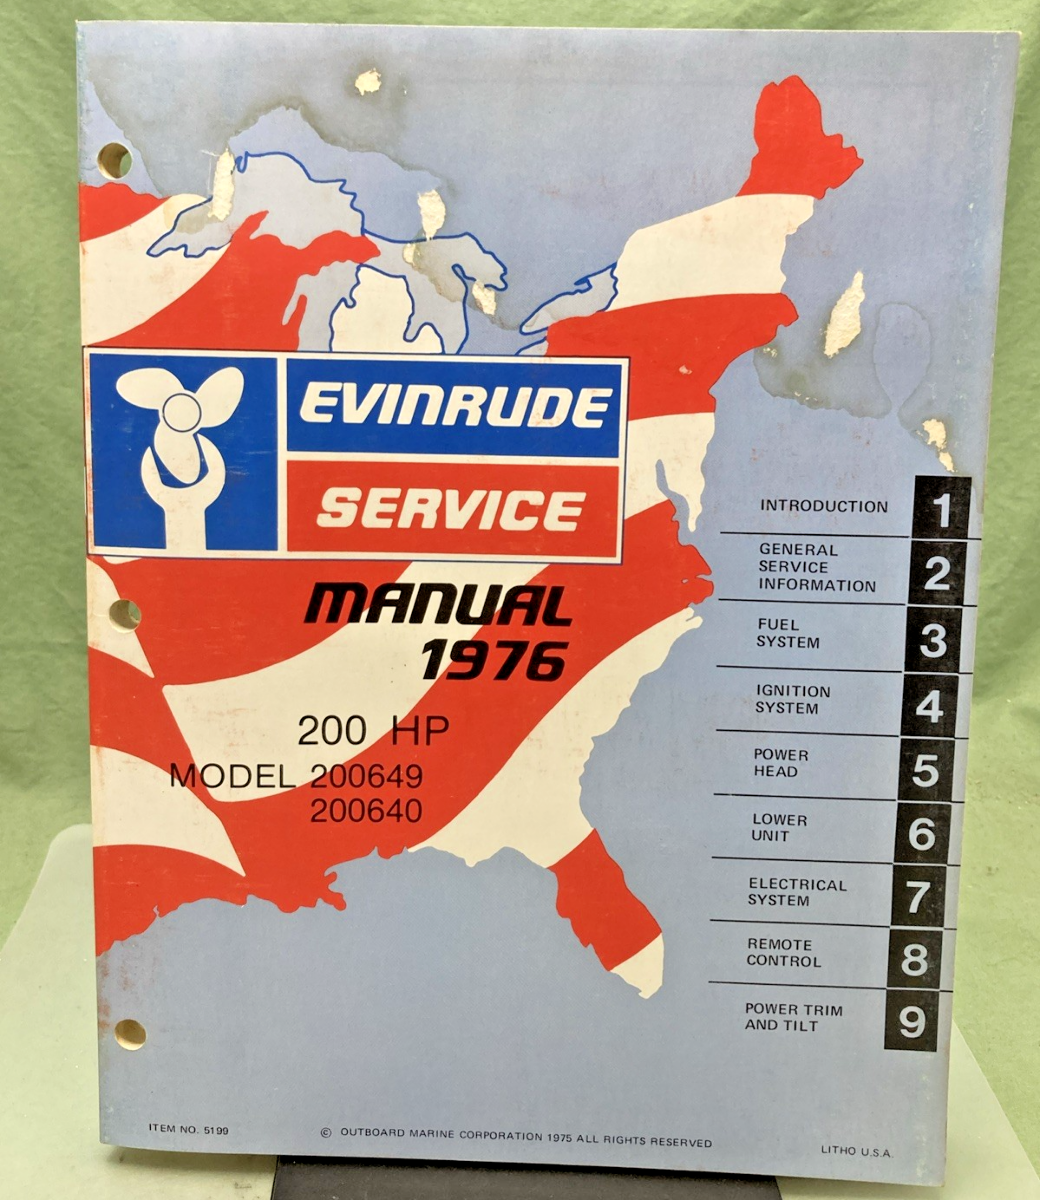 EVINRUDE
SERVICE
MANUAL
1976
200 HP
MODEL 200649
200640
INTRODUCTION 1
GENERAL
SERVICE
INFORMATION 2
FUEL
SYSTEM 3
IGNITION
SYSTEM 4
POWER
HEAD 5
LOWER
UNIT 6
ELECTRICAL
SYSTEM 7
REMOTE
CONTROL 8
POWER TRIM
AND TILT 9
ITEM NO. 5199
© OUTBOARD MARINE CORPORATION 1975 ALL RIGHTS RESERVED
LITHO U.S.A.